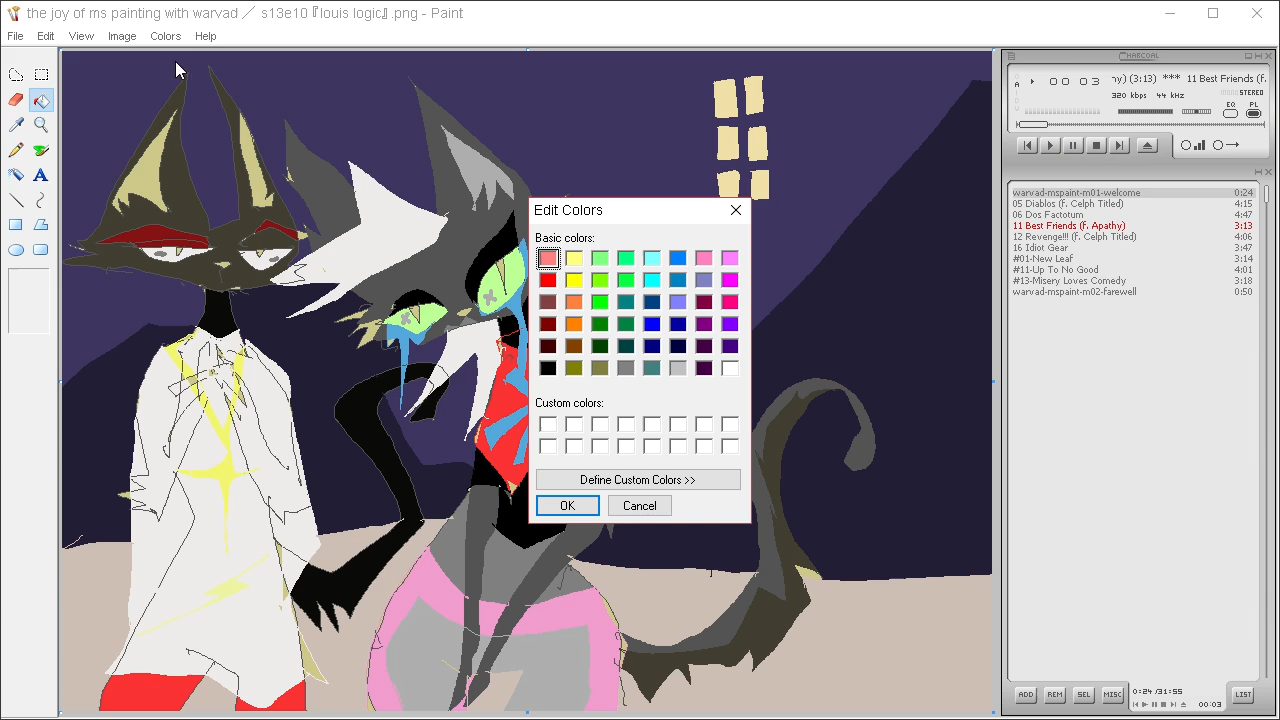 the joy of ms painting with warvad ／ s13e10『louis logic』.png - Paint
File Edit View Image Colors Help
CHARCOAL
ny) (3:13) *** 11 Best Friends (f.
00 03
320 kbps 44 kHz
MONO STEREO
EQ PL
warvad-mspaint-m01-welcome 0:24
05 Diablos (f. Celph Titled) 4:15
06 Dos Factotum 4:47
11 Best Friends (f. Apathy) 3:13
12 Revenge!!! (f. Celph Titled) 4:06
16 Idiot Gear 3:47
#01-New Leaf 3:14
#11-Up To No Good 4:01
#13-Misery Loves Comedy 3:18
warvad-mspaint-m02-farewell 0:50
ADD REM SEL MISC 0:24/31:55 00:03 LIST
Edit Colors
Basic colors:
Custom colors:
Define Custom Colors >>
OK Cancel